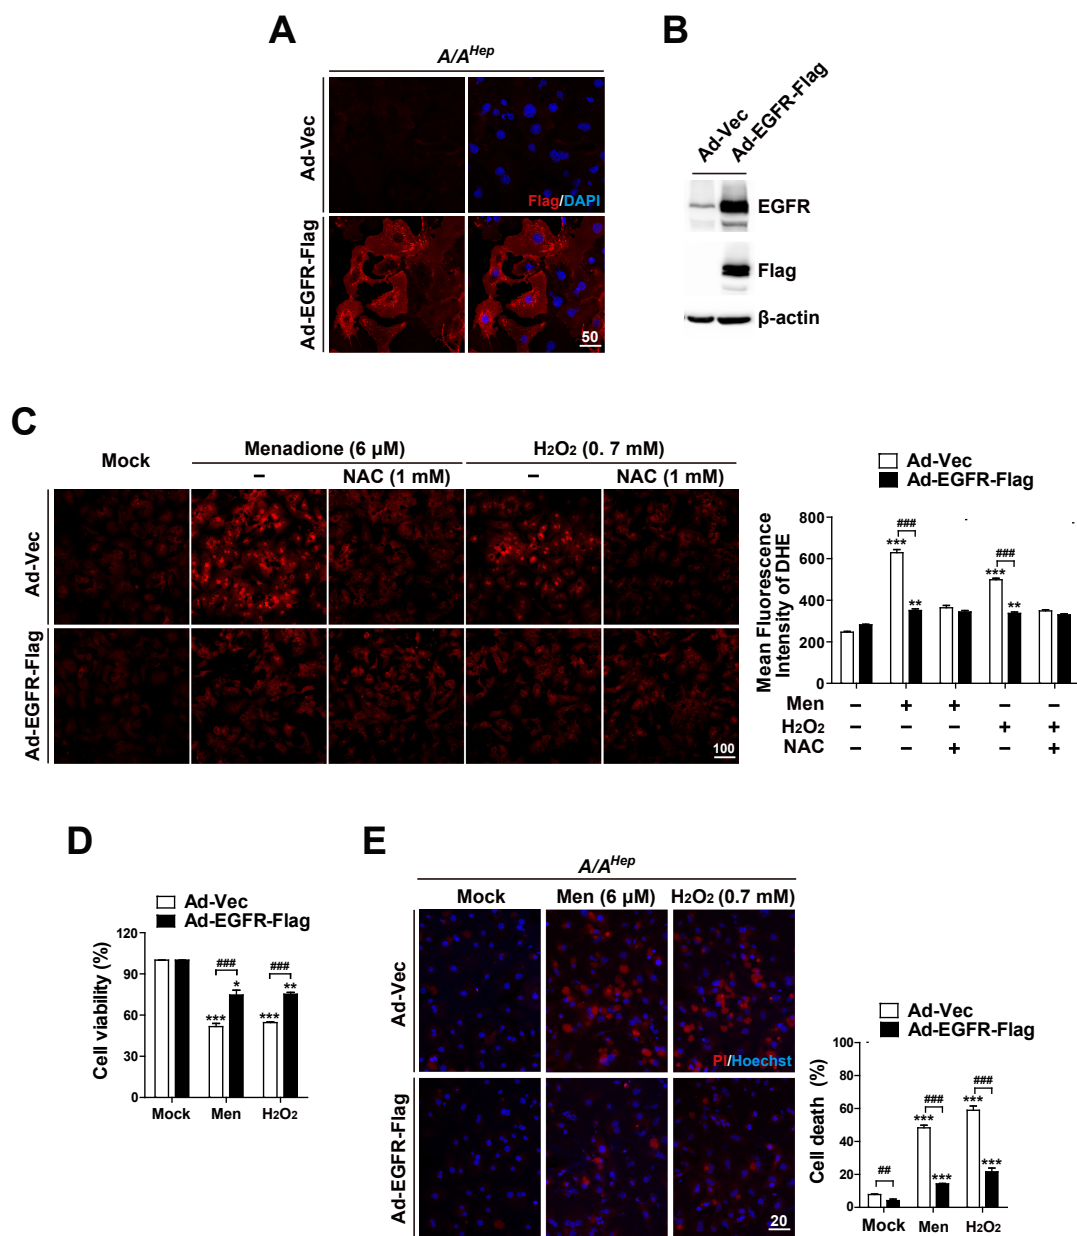 A
A/A^Hep
Ad-Vec
Flag/DAPI
Ad-EGFR-Flag
50
B
Ad-Vec
Ad-EGFR-Flag
EGFR
Flag
β-actin
C
Mock
Menadione (6 µM)
H₂O₂ (0. 7 mM)
– NAC (1 mM) – NAC (1 mM)
Ad-Vec
Ad-EGFR-Flag
100
Ad-Vec
Ad-EGFR-Flag
Mean Fluorescence
Intensity of DHE
800
600
400
200
0
*** ### **
*** ### **
Men – + + – –
H₂O₂ – – – + +
NAC – – + – +
D
Ad-Vec
Ad-EGFR-Flag
Cell viability (%)
120
90
60
30
0
*** ### *
*** ### **
Mock Men H₂O₂
E
A/A^Hep
Mock Men (6 µM) H₂O₂ (0.7 mM)
Ad-Vec
PI/Hoechst
Ad-EGFR-Flag
20
Ad-Vec
Ad-EGFR-Flag
Cell death (%)
100
80
60
40
20
0
##
*** ### ***
*** ### ***
Mock Men H₂O₂